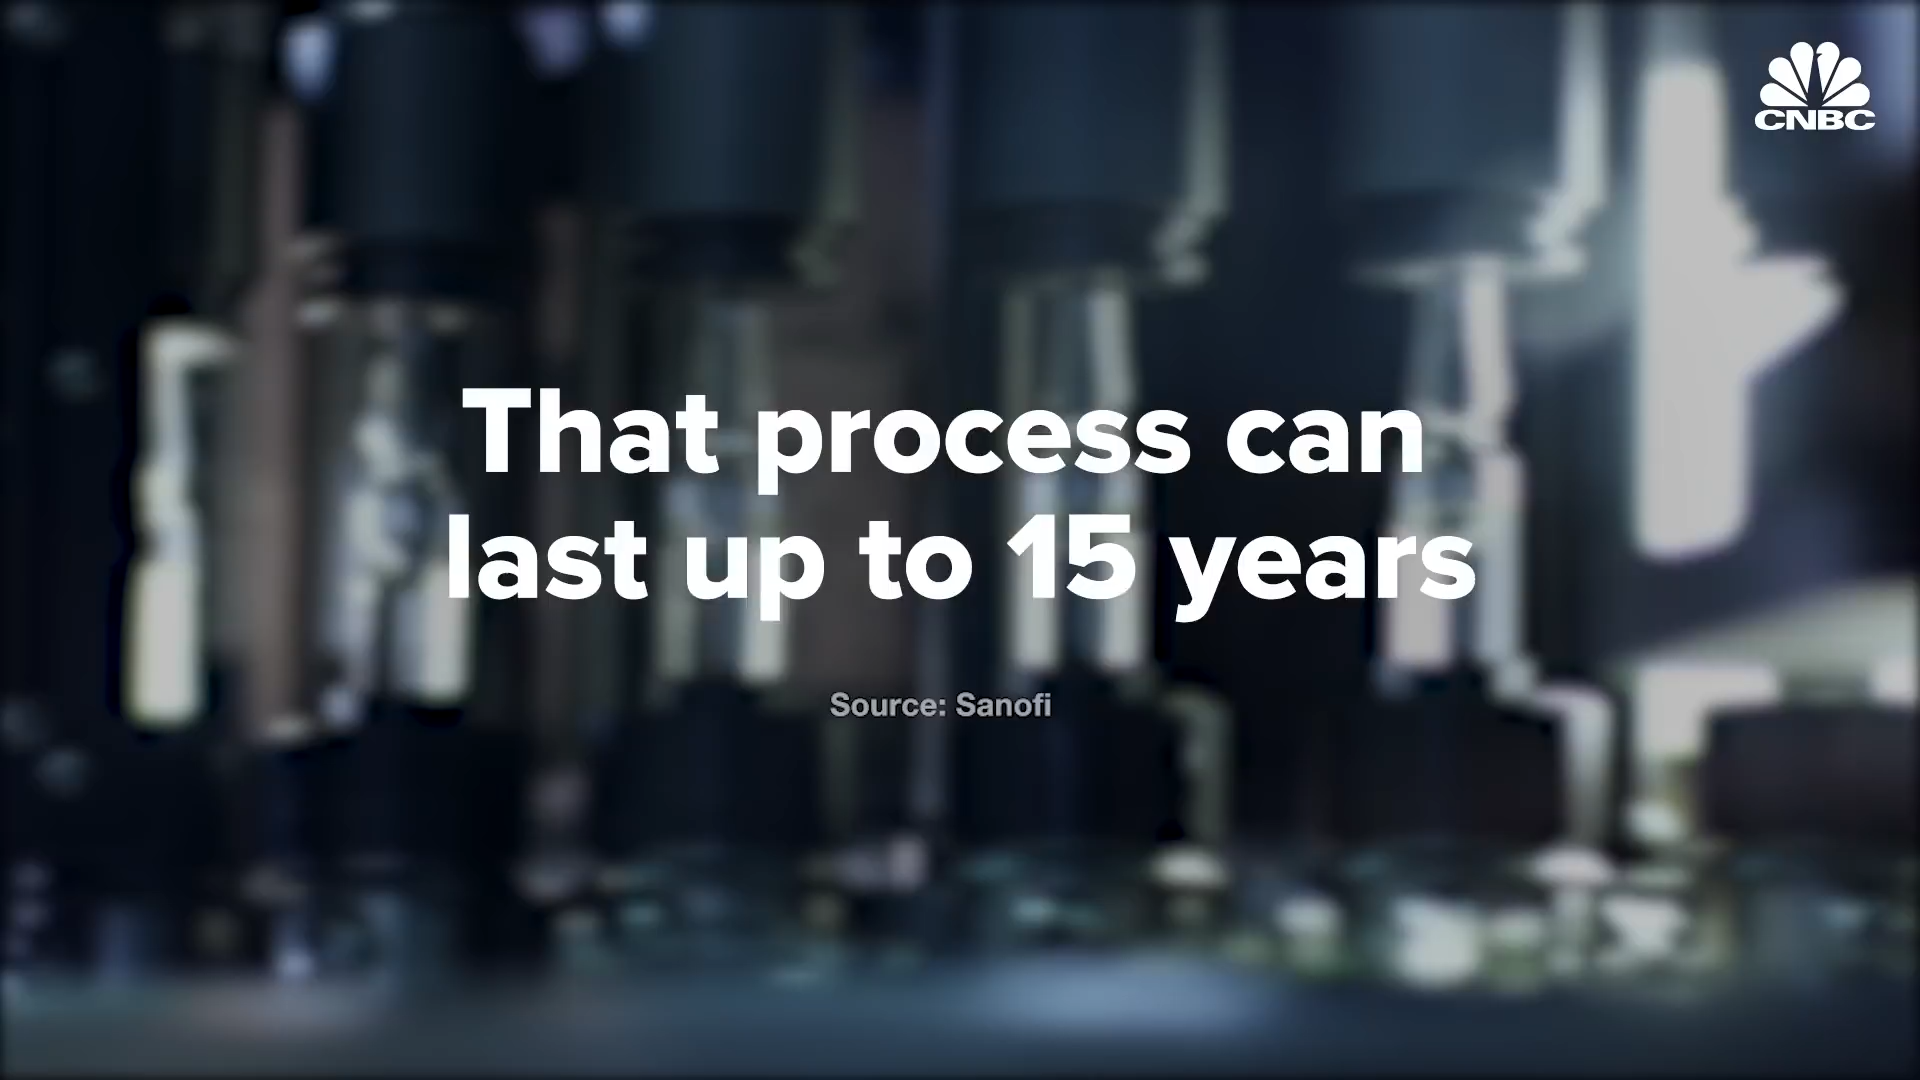 CNBC
That process can
last up to 15 years
Source: Sanofi